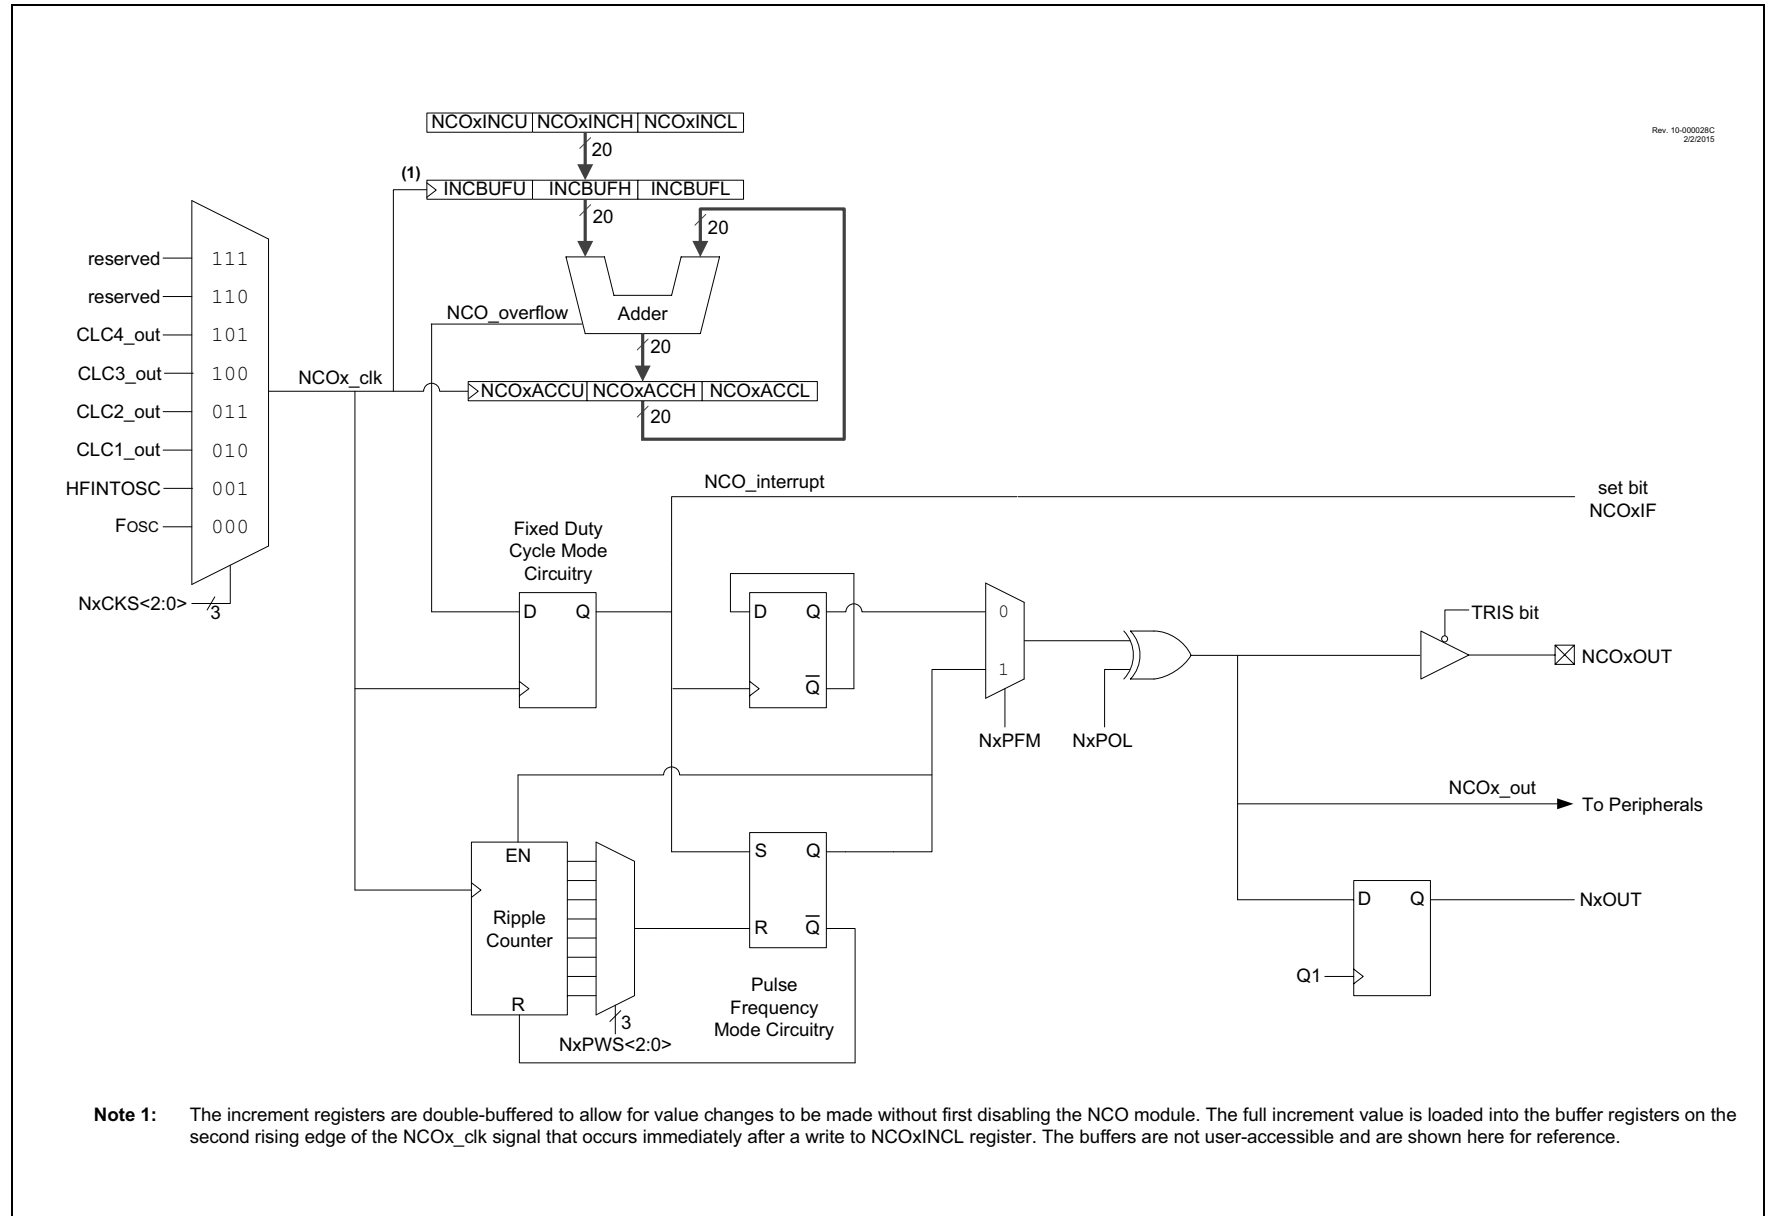 NCOxINCU NCOxINCH NCOxINCL
Rev. 10-000028C
2/2/2015
20
(1)
INCBUFU INCBUFH INCBUFL
20
20
reserved 111
reserved 110
CLC4_out 101
CLC3_out 100
CLC2_out 011
CLC1_out 010
HFINTOSC 001
FOSC 000
NxCKS<2:0> 3
NCOx_clk
NCO_overflow
Adder
20
NCOxACCU NCOxACCH NCOxACCL
20
NCO_interrupt
set bit
NCOxIF
Fixed Duty
Cycle Mode
Circuitry
D Q
D Q
Q̅
0
1
NxPFM
NxPOL
TRIS bit
NCOxOUT
NCOx_out
To Peripherals
EN
Ripple
Counter
R
3
NxPWS<2:0>
S Q
R Q̅
Pulse
Frequency
Mode Circuitry
D Q
NxOUT
Q1
Note 1: The increment registers are double-buffered to allow for value changes to be made without first disabling the NCO module. The full increment value is loaded into the buffer registers on the
second rising edge of the NCOx_clk signal that occurs immediately after a write to NCOxINCL register. The buffers are not user-accessible and are shown here for reference.